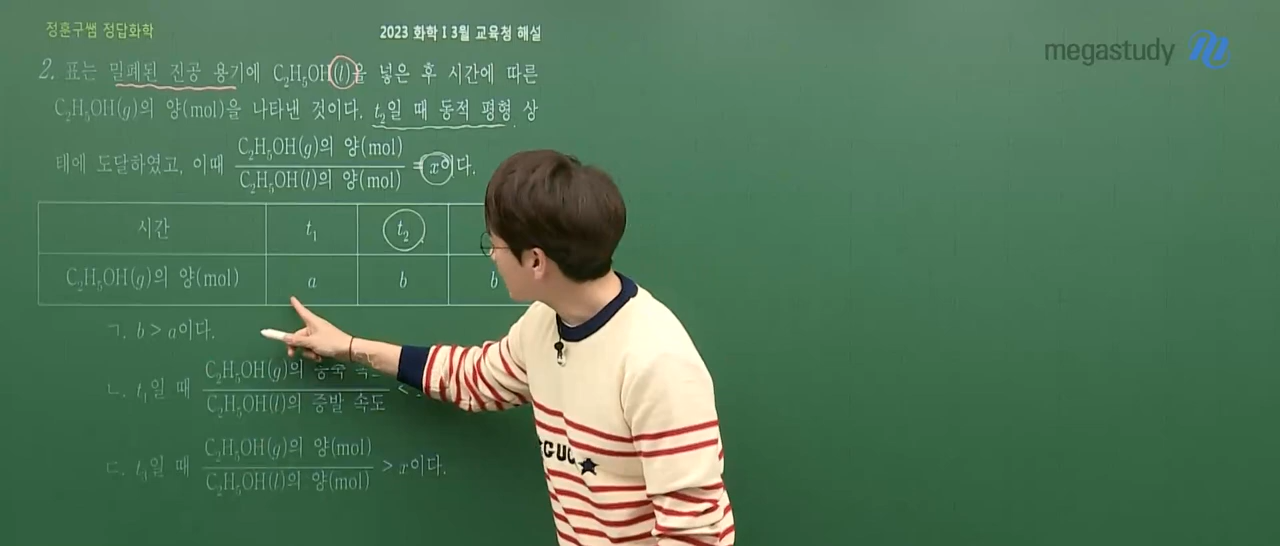 정훈구쌤 정답화학
2023 화학 I 3월 교육청 해설
megastudy
2. 표는 밀폐된 진공 용기에 C₂H₅OH(l)을 넣은 후 시간에 따른
C₂H₅OH(g)의 양(mol)을 나타낸 것이다. t₂일 때 동적 평형 상
태에 도달하였고, 이때 C₂H₅OH(g)의 양(mol) / C₂H₅OH(l)의 양(mol) = x이다.
시간 t₁ t₂
C₂H₅OH(g)의 양(mol) a b b
ㄱ. b > a이다.
ㄴ. t₁일 때 C₂H₅OH(g)의 응축 속도 / C₂H₅OH(l)의 증발 속도 <
ㄷ. t₃일 때 C₂H₅OH(g)의 양(mol) / C₂H₅OH(l)의 양(mol) > x이다.
GUC